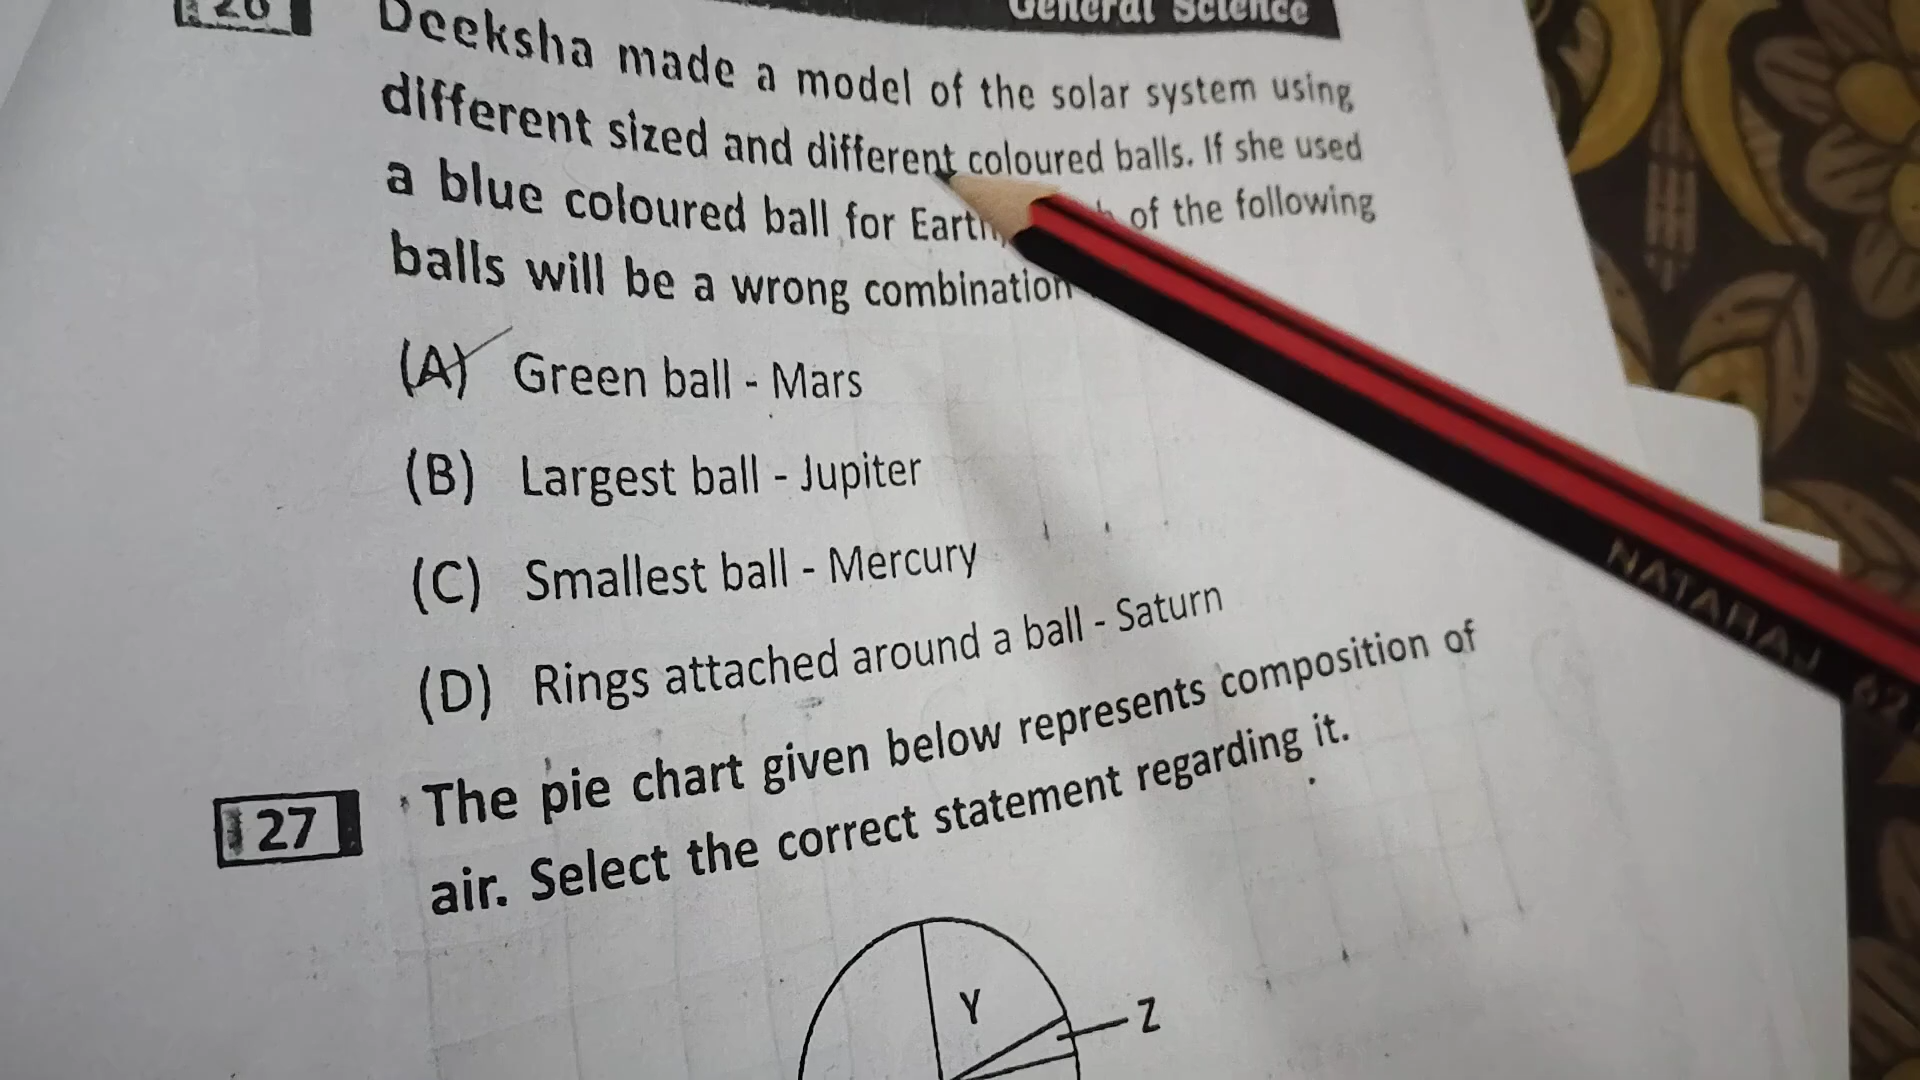 26
General Science
Deeksha made a model of the solar system using
different sized and different coloured balls. If she used
a blue coloured ball for Earth, of the following
balls will be a wrong combination
(A) Green ball - Mars
(B) Largest ball - Jupiter
(C) Smallest ball - Mercury
(D) Rings attached around a ball - Saturn
27 The pie chart given below represents composition of
air. Select the correct statement regarding it.
Y
Z
NATARAJ 621